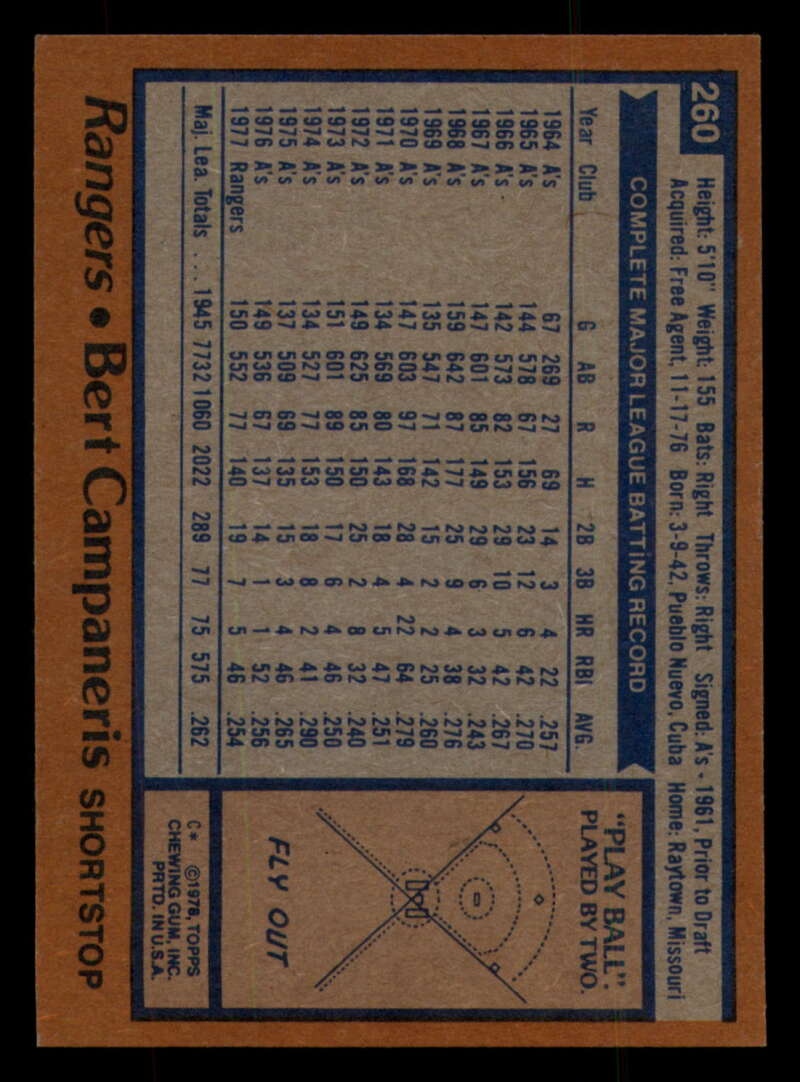 260
Height: 5'10" Weight: 155 Bats: Right Throws: Right Signed: A's - 1961, Prior to Draft
Acquired: Free Agent, 11-17-76 Born: 3-9-42, Pueblo Nuevo, Cuba Home: Raytown, Missouri
COMPLETE MAJOR LEAGUE BATTING RECORD
Year Club G AB R H 2B 3B HR RBI AVG.
1964 A's 67 269 27 69 14 3 4 22 .257
1965 A's 144 578 67 156 23 12 6 42 .270
1966 A's 142 573 82 153 29 10 5 42 .267
1967 A's 147 601 85 149 29 6 3 32 .243
1968 A's 159 642 87 177 25 9 4 38 .276
1969 A's 135 547 71 142 15 2 2 25 .260
1970 A's 147 603 97 168 28 4 22 64 .279
1971 A's 134 569 80 143 18 4 5 47 .251
1972 A's 149 625 85 150 25 2 8 32 .240
1973 A's 151 601 89 150 17 6 4 46 .250
1974 A's 134 527 77 153 18 8 2 41 .290
1975 A's 137 509 69 135 15 3 4 46 .265
1976 A's 149 536 67 137 14 1 1 52 .256
1977 Rangers 150 552 77 140 19 7 5 46 .254
Maj. Lea. Totals . . . 1945 7732 1060 2022 289 77 75 575 .262
"PLAY BALL".
PLAYED BY TWO.
FLY OUT
C* ©1978, TOPPS
CHEWING GUM, INC.
PRTD. IN U.S.A.
Rangers • Bert Campaneris SHORTSTOP